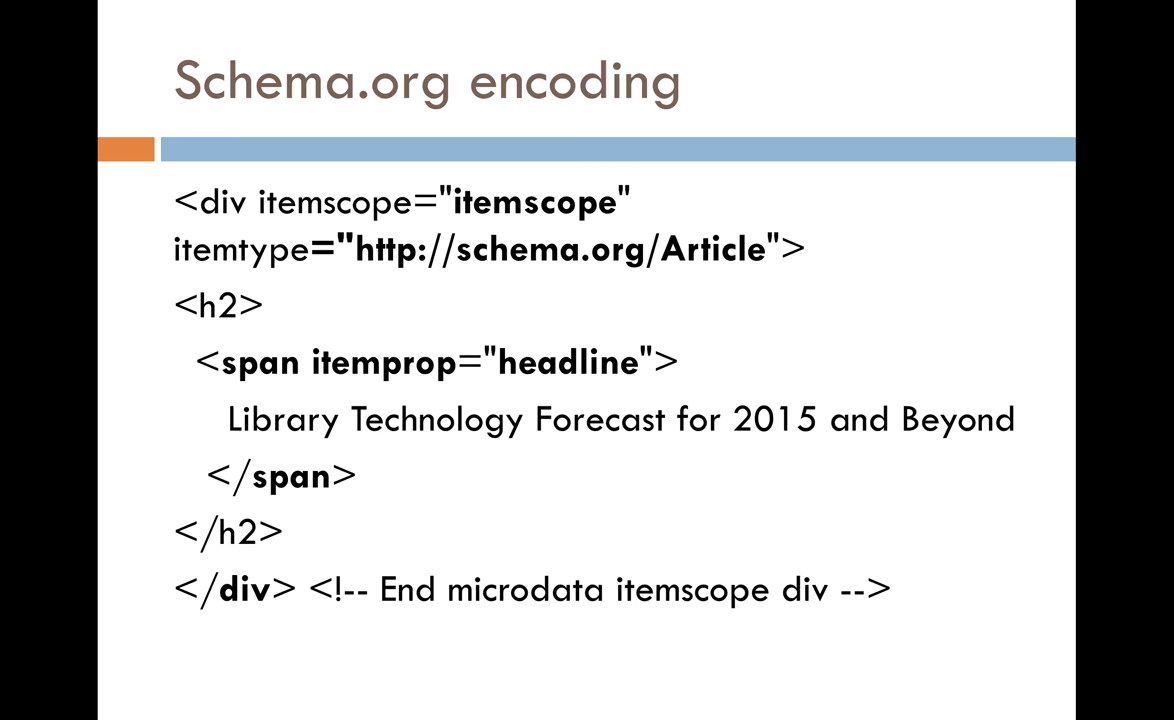 Schema.org encoding
<div itemscope="itemscope"
itemtype="http://schema.org/Article">
<h2>
<span itemprop="headline">
Library Technology Forecast for 2015 and Beyond
</span>
</h2>
</div> <!-- End microdata itemscope div -->